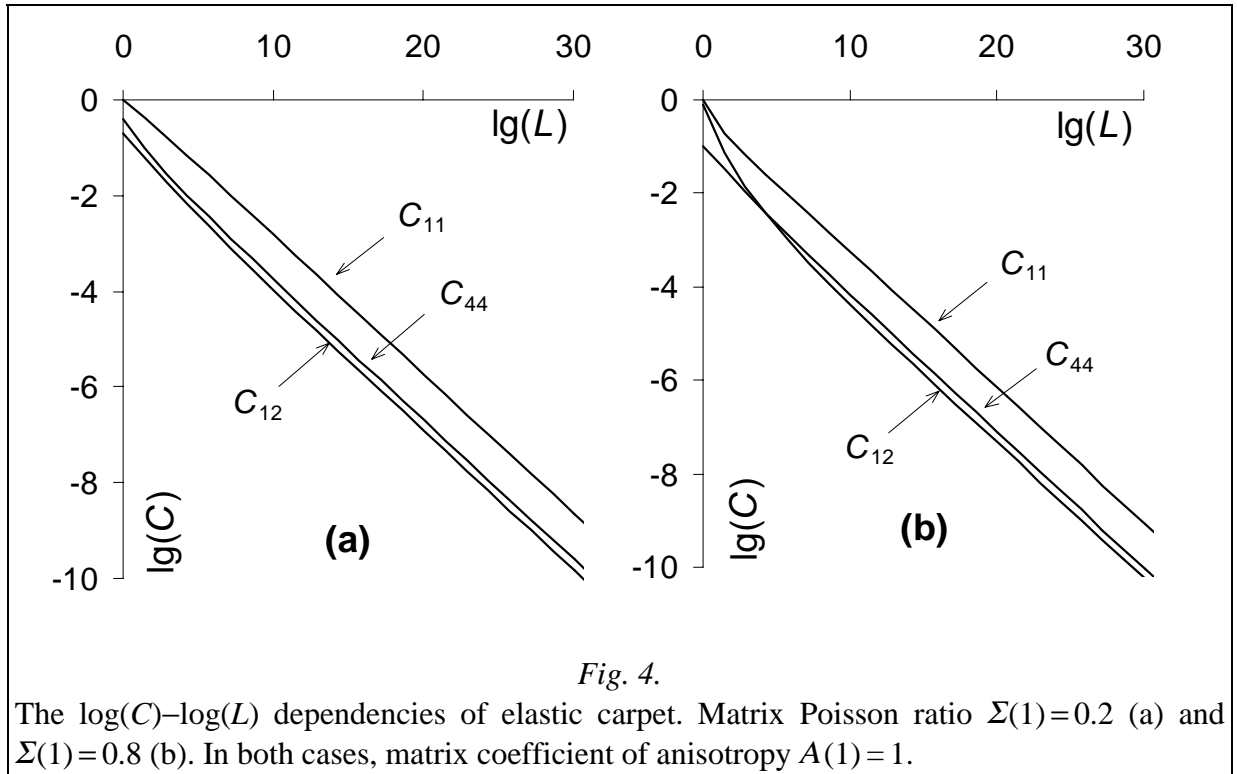 0 10 20 30
0
-2
-4
-6
-8
-10
lg(L)
lg(C)
C11
C44
C12
(a)
0 10 20 30
0
-2
-4
-6
-8
-10
lg(L)
lg(C)
C11
C44
C12
(b)
Fig. 4.
The log(C)–log(L) dependencies of elastic carpet. Matrix Poisson ratio Σ(1)=0.2 (a) and
Σ(1)=0.8 (b). In both cases, matrix coefficient of anisotropy A(1)=1.